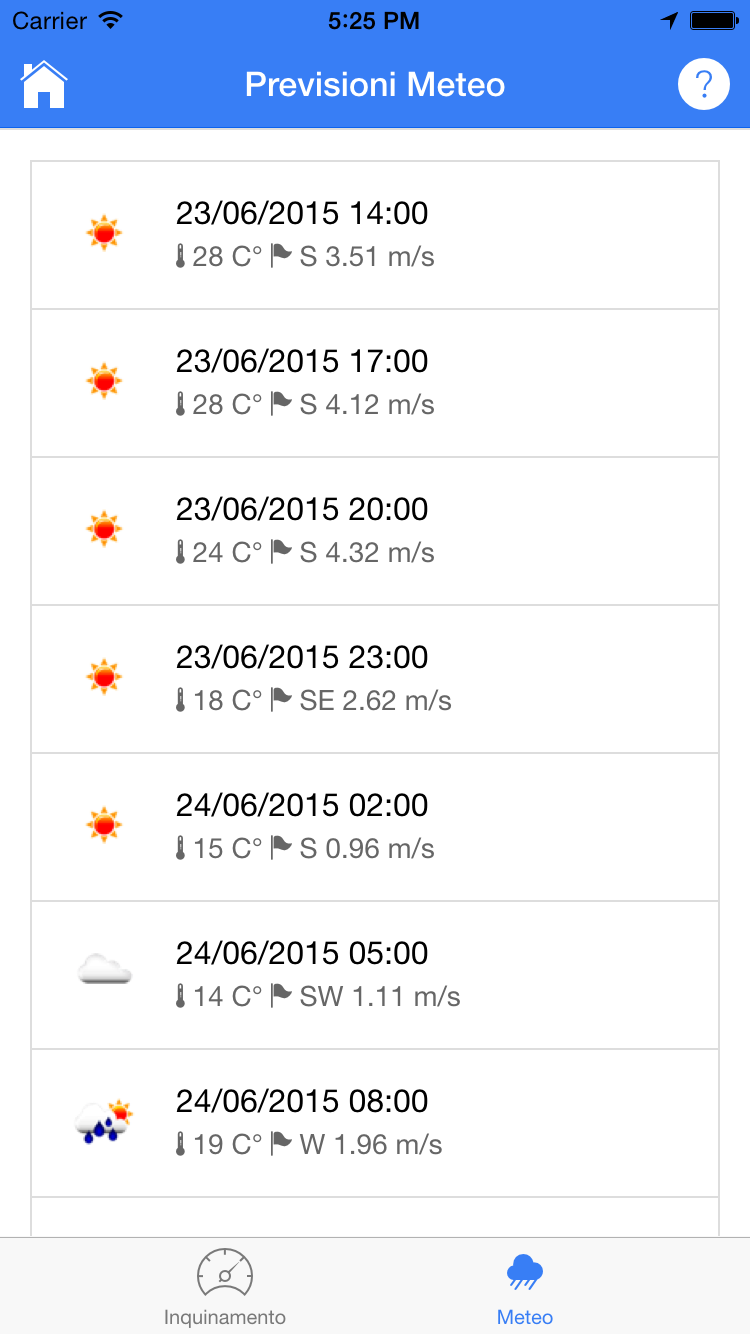 Carrier 5:25 PM
Previsioni Meteo ?
23/06/2015 14:00
28 C° S 3.51 m/s
23/06/2015 17:00
28 C° S 4.12 m/s
23/06/2015 20:00
24 C° S 4.32 m/s
23/06/2015 23:00
18 C° SE 2.62 m/s
24/06/2015 02:00
15 C° S 0.96 m/s
24/06/2015 05:00
14 C° SW 1.11 m/s
24/06/2015 08:00
19 C° W 1.96 m/s
Inquinamento Meteo